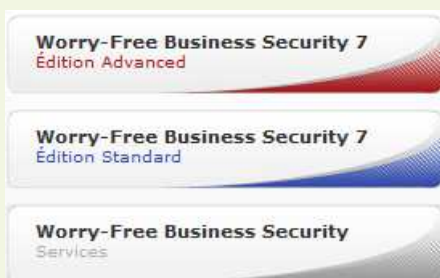 Worry-Free Business Security 7
Édition Advanced
Worry-Free Business Security 7
Édition Standard
Worry-Free Business Security
Services